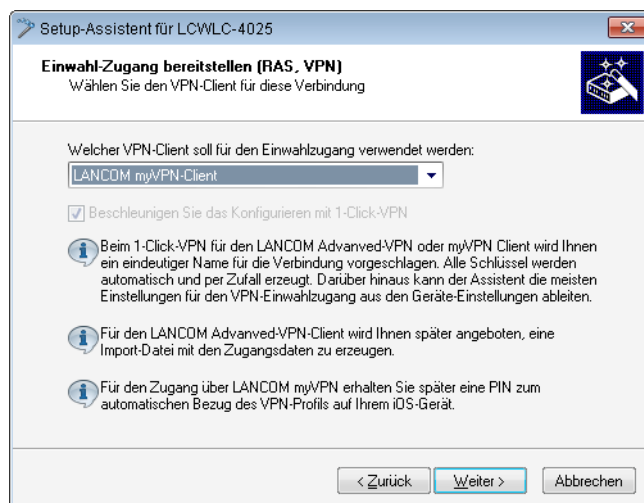 Setup-Assistent für LCWLC-4025
Einwahl-Zugang bereitstellen (RAS, VPN)
Wählen Sie den VPN-Client für diese Verbindung
Welcher VPN-Client soll für den Einwahlzugang verwendet werden:
LANCOM myVPN-Client
Beschleunigen Sie das Konfigurieren mit 1-Click-VPN
Beim 1-Click-VPN für den LANCOM Advanved-VPN oder myVPN Client wird Ihnen
ein eindeutiger Name für die Verbindung vorgeschlagen. Alle Schlüssel werden
automatisch und per Zufall erzeugt. Darüber hinaus kann der Assistent die meisten
Einstellungen für den VPN-Einwahlzugang aus den Geräte-Einstellungen ableiten.
Für den LANCOM Advanved-VPN-Client wird Ihnen später angeboten, eine
Import-Datei mit den Zugangsdaten zu erzeugen.
Für den Zugang über LANCOM myVPN erhalten Sie später eine PIN zum
automatischen Bezug des VPN-Profils auf Ihrem iOS-Gerät.
< Zurück Weiter > Abbrechen